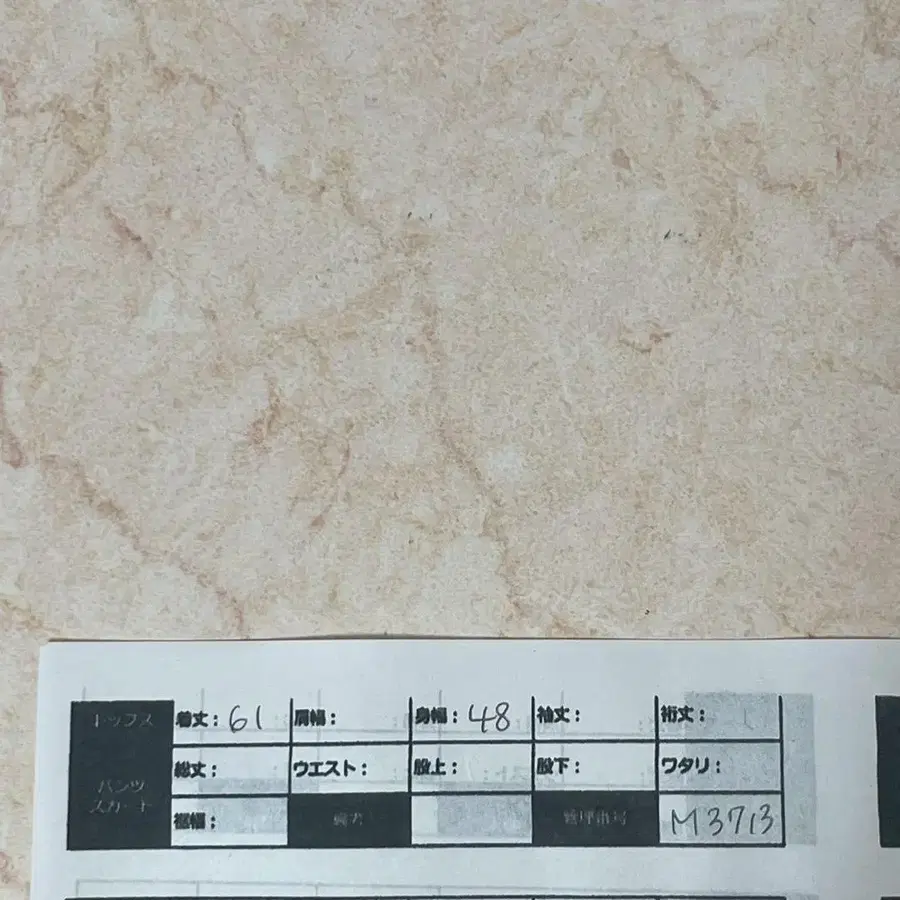 トップス 着丈：61 肩幅： 身幅：48 袖丈： 裄丈：
パンツ スカート 総丈： ウエスト： 股上： 股下： ワタリ：
裾幅： 備考 管理番号 M3713